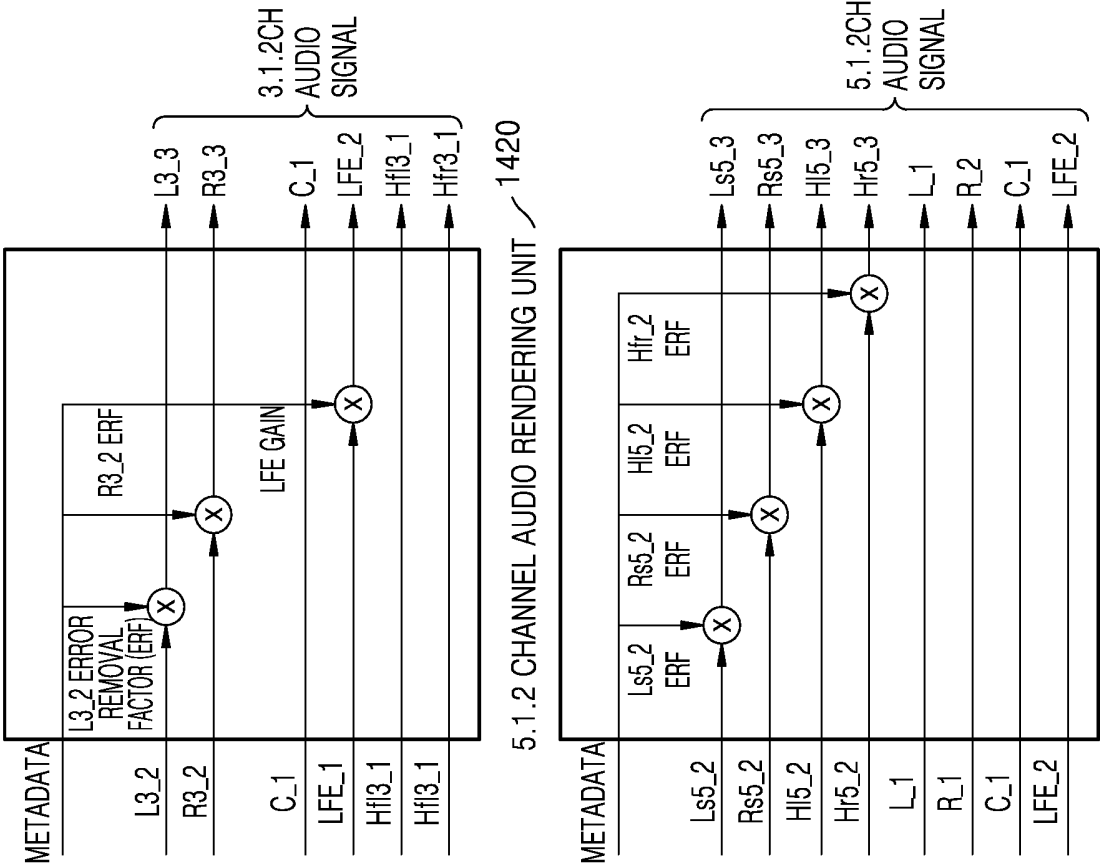 METADATA
L3_2 ERROR
REMOVAL
FACTOR (ERF)
R3_2 ERF
LFE GAIN
L3_2
R3_2
C_1
LFE_1
Hfl3_1
Hfl3_1
L3_3
R3_3
C_1
LFE_2
Hfl3_1
Hfr3_1
3.1.2CH
AUDIO
SIGNAL
5.1.2 CHANNEL AUDIO RENDERING UNIT 1420
METADATA
Ls5_2
ERF
Rs5_2
ERF
Hl5_2
ERF
Hfr_2
ERF
Ls5_2
Rs5_2
Hl5_2
Hr5_2
L_1
R_1
C_1
LFE_2
Ls5_3
Rs5_3
Hl5_3
Hr5_3
L_1
R_2
C_1
LFE_2
5.1.2CH
AUDIO
SIGNAL